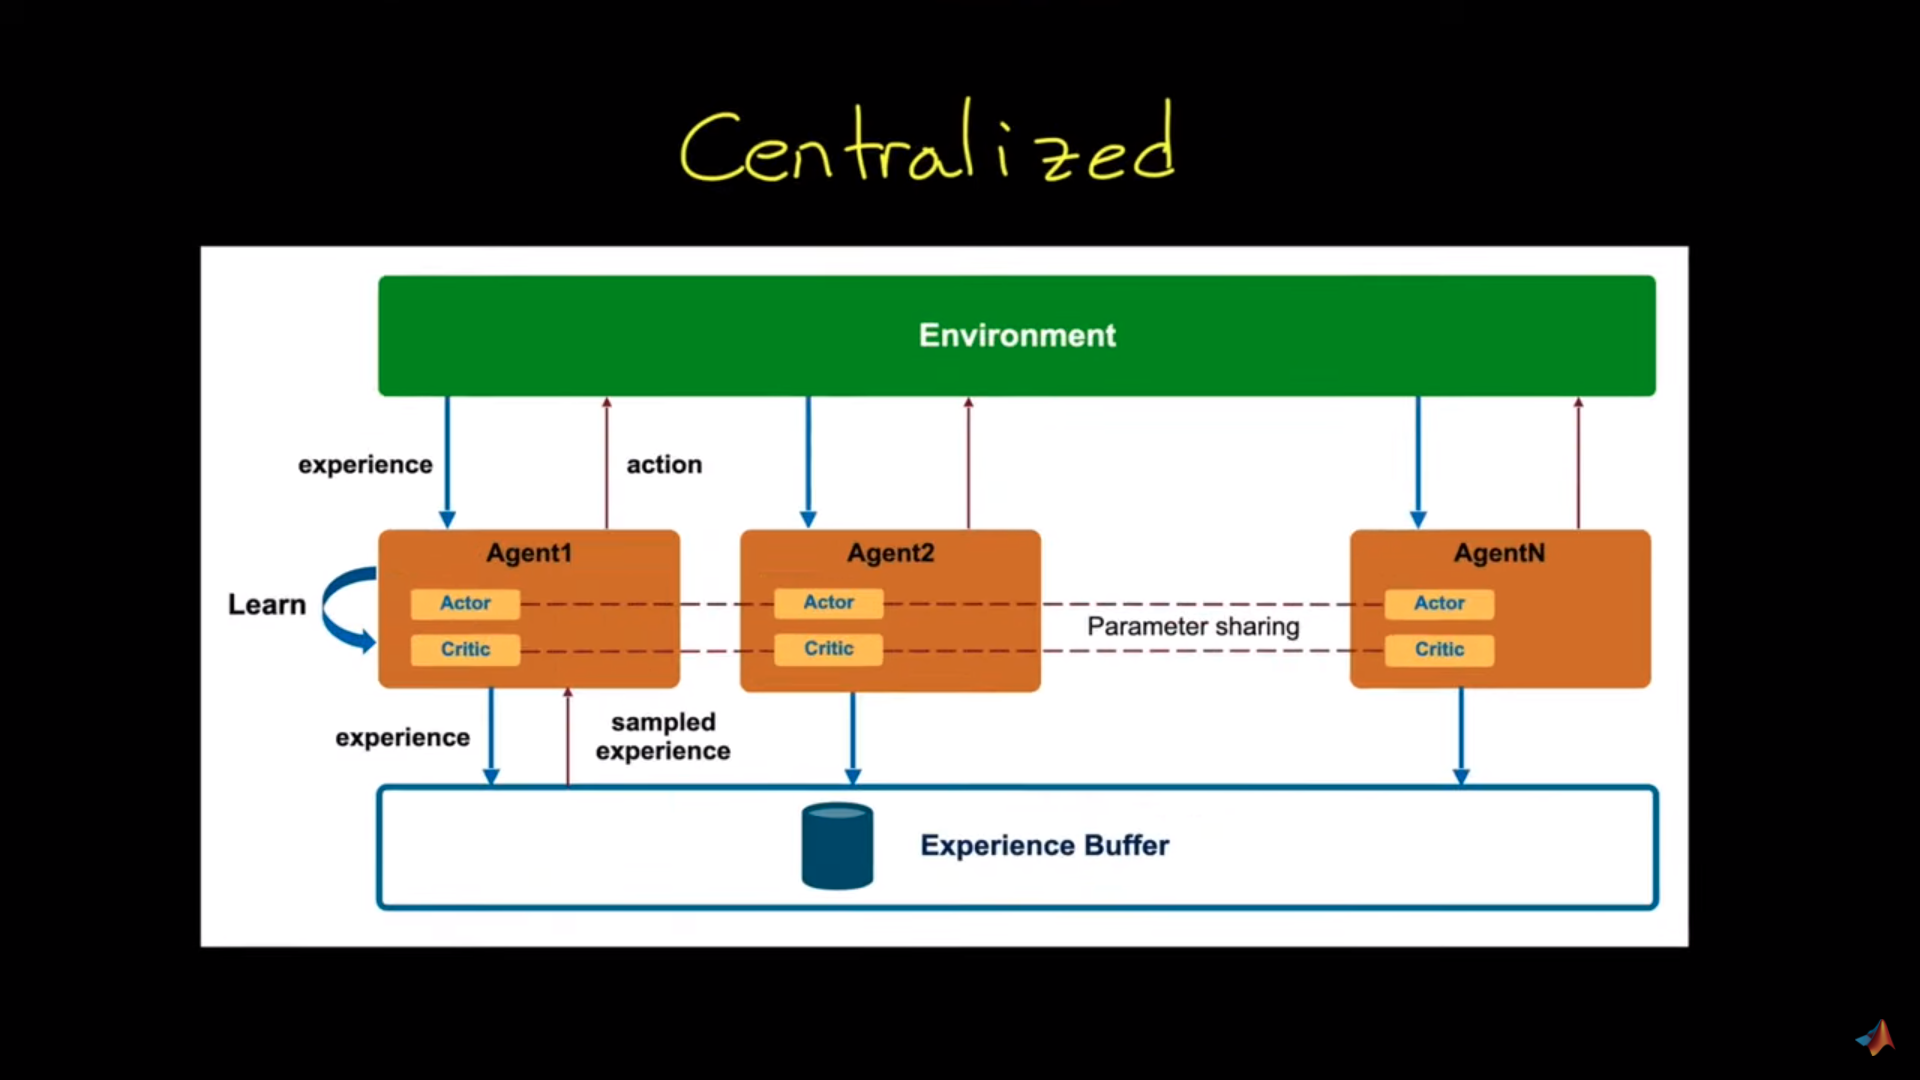 Centralized
Environment
experience
action
Agent1
Agent2
AgentN
Learn
Actor
Actor
Actor
Parameter sharing
Critic
Critic
Critic
experience
sampled
experience
Experience Buffer